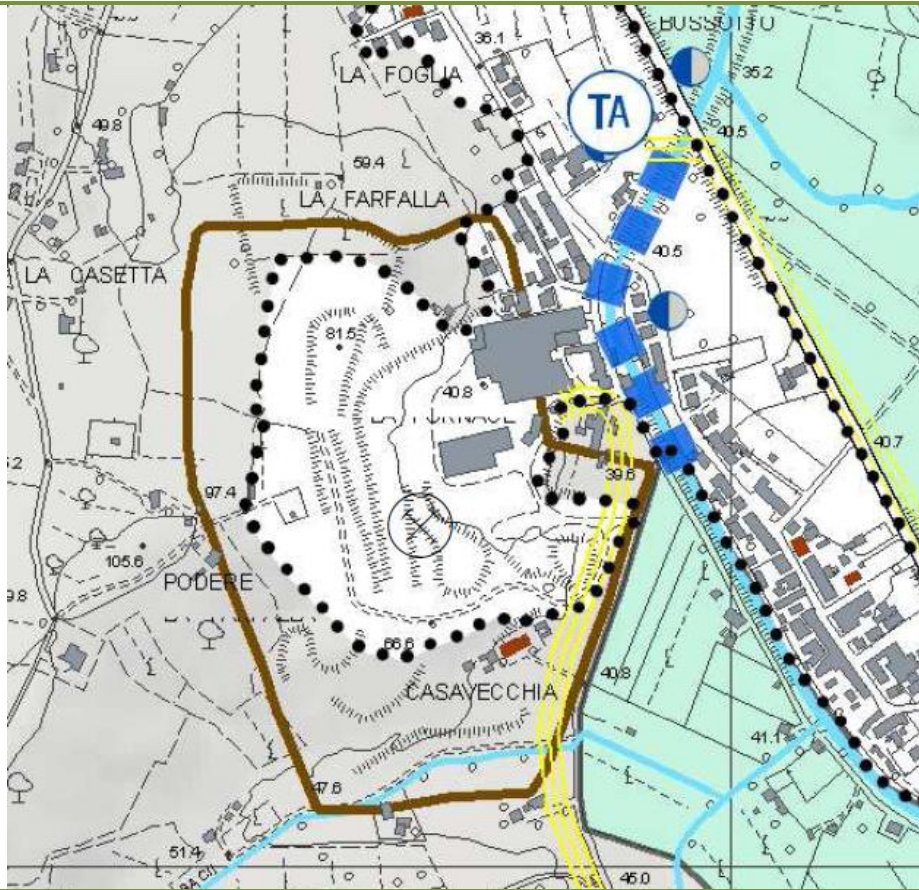 BUSSOTTO
36.1
LA FOGLIA
35.2
TA
49.8
40.5
59.4
LA FARFALLA
40.5
LA CASETTA
81.5
40.8
LA FORNACE
40.7
39.6
97.4
105.6
PODERE
66.6
CASAVECCHIA
40.8
41.1
47.6
51.4
45.0